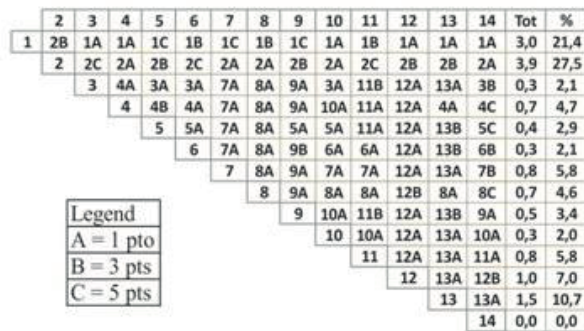 2 3 4 5 6 7 8 9 10 11 12 13 14 Tot %
1 2B 1A 1A 1C 1B 1C 1B 1C 1A 1B 1A 1A 1A 3,0 21,4
2 2C 2A 2B 2C 2A 2A 2B 2A 2C 2B 2B 2A 3,9 27,5
3 4A 3A 3A 7A 8A 9A 3A 11B 12A 13A 3B 0,3 2,1
4 4B 4A 7A 8A 9A 10A 11A 12A 4A 4C 0,7 4,7
5 5A 7A 8A 5A 5A 11A 12A 13B 5C 0,4 2,9
6 7A 8A 9B 6A 6A 12A 13B 6B 0,3 2,1
7 8A 9A 7A 7A 12A 13A 7B 0,8 5,8
8 9A 8A 8A 12B 8A 8C 0,7 4,6
9 10A 11B 12A 13B 9A 0,5 3,4
10 10A 12A 13A 10A 0,3 2,0
11 12A 13A 11A 0,8 5,8
12 13A 12B 1,0 7,0
13 13A 1,5 10,7
14 0,0 0,0
Legend
A = 1 pto
B = 3 pts
C = 5 pts